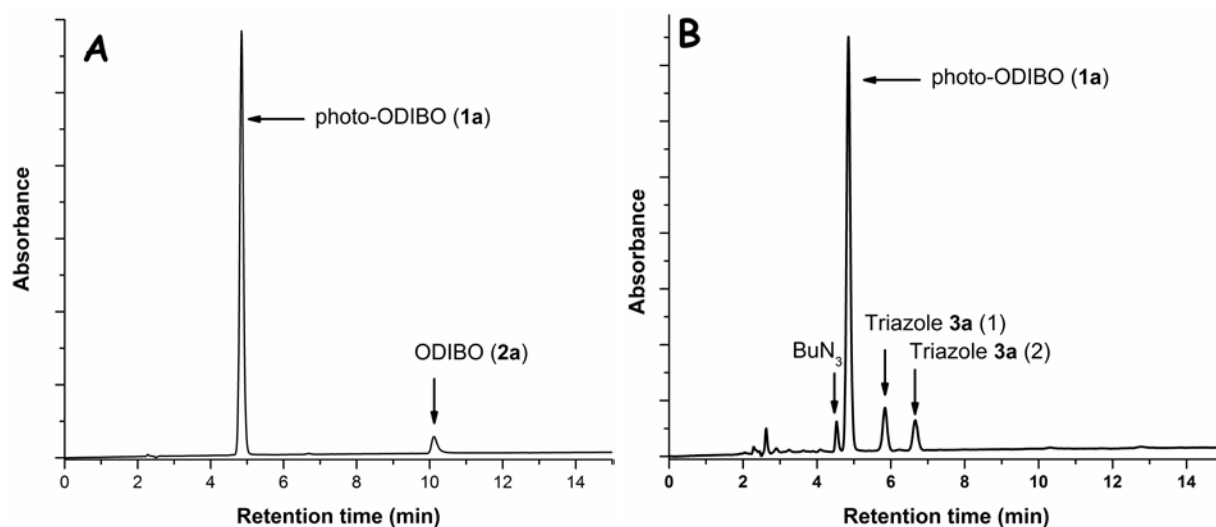 A
photo-ODIBO (1a)
ODIBO (2a)
Absorbance
0 2 4 6 8 10 12 14
Retention time (min)
B
photo-ODIBO (1a)
Triazole 3a (1)
BuN₃
Triazole 3a (2)
Absorbance
0 2 4 6 8 10 12 14
Retention time (min)